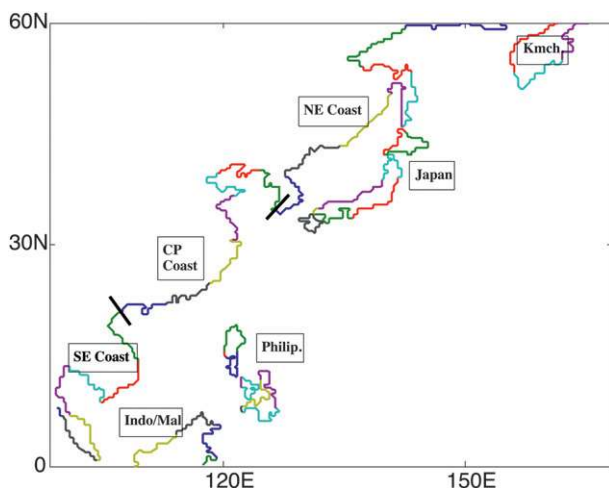 60N
Kmch.
NE Coast
Japan
30N
CP
Coast
Philip.
SE Coast
Indo/Mal
0
120E
150E